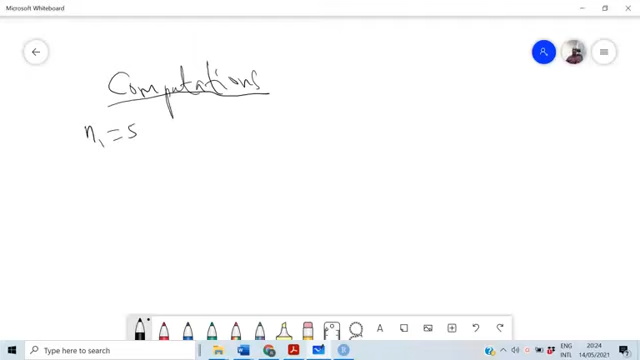 Microsoft Whiteboard
Computations
n₁ = 5
A
Type here to search
ENG
INTL
20:24
14/05/2021